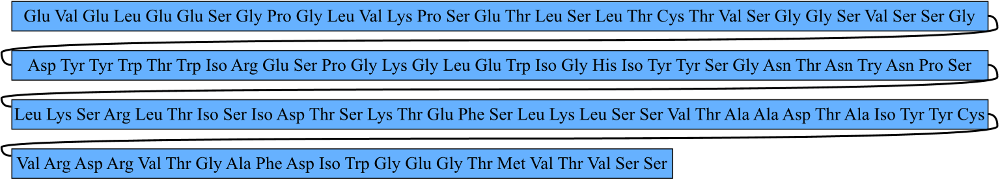 Glu Val Glu Leu Glu Glu Ser Gly Pro Gly Leu Val Lys Pro Ser Glu Thr Leu Ser Leu Thr Cys Thr Val Ser Gly Gly Ser Val Ser Ser Gly
Asp Tyr Tyr Trp Thr Trp Iso Arg Glu Ser Pro Gly Lys Gly Leu Glu Trp Iso Gly His Iso Tyr Tyr Ser Gly Asn Thr Asn Try Asn Pro Ser
Leu Lys Ser Arg Leu Thr Iso Ser Iso Asp Thr Ser Lys Thr Glu Phe Ser Leu Lys Leu Ser Ser Val Thr Ala Ala Asp Thr Ala Iso Tyr Tyr Cys
Val Arg Asp Arg Val Thr Gly Ala Phe Asp Iso Trp Gly Glu Gly Thr Met Val Thr Val Ser Ser